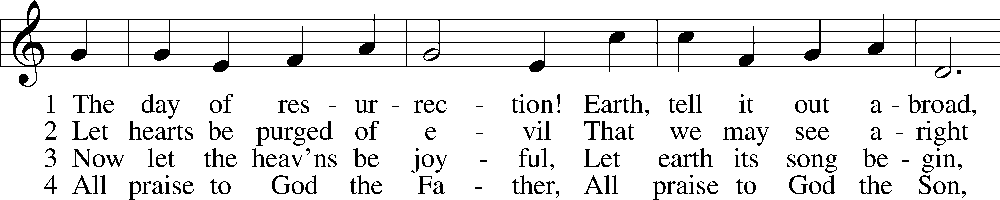 1 The day of res - ur - rec - tion! Earth, tell it out a - broad,
2 Let hearts be purged of e - vil That we may see a - right
3 Now let the heav’ns be joy - ful, Let earth its song be - gin,
4 All praise to God the Fa - ther, All praise to God the Son,